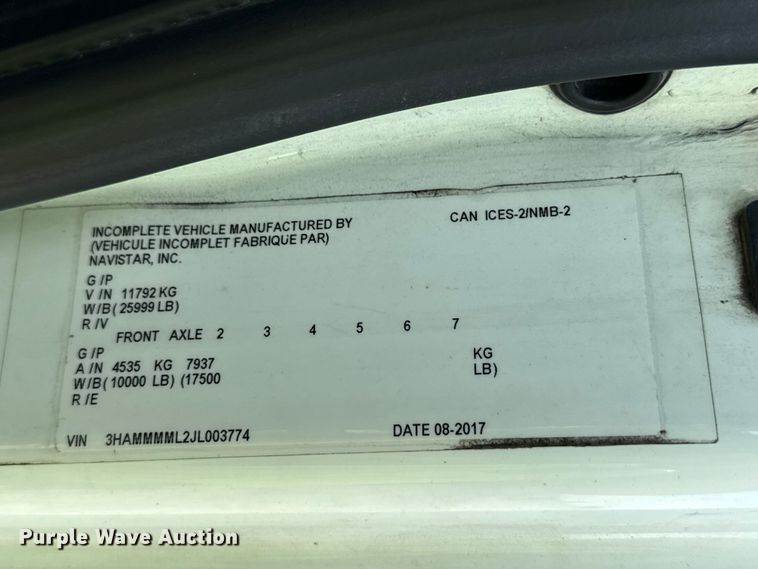 INCOMPLETE VEHICLE MANUFACTURED BY
CAN ICES-2/NMB-2
(VEHICULE INCOMPLET FABRIQUE PAR)
NAVISTAR, INC.
G/P
V/N 11792 KG
W/B(25999 LB)
R/V
FRONT AXLE 2 3 4 5 6 7
G/P KG
A/N 4535 KG 7937
W/B(10000 LB) (17500 LB)
R/E
VIN 3HAMMMML2JL003774 DATE 08-2017
Purple Wave Auction